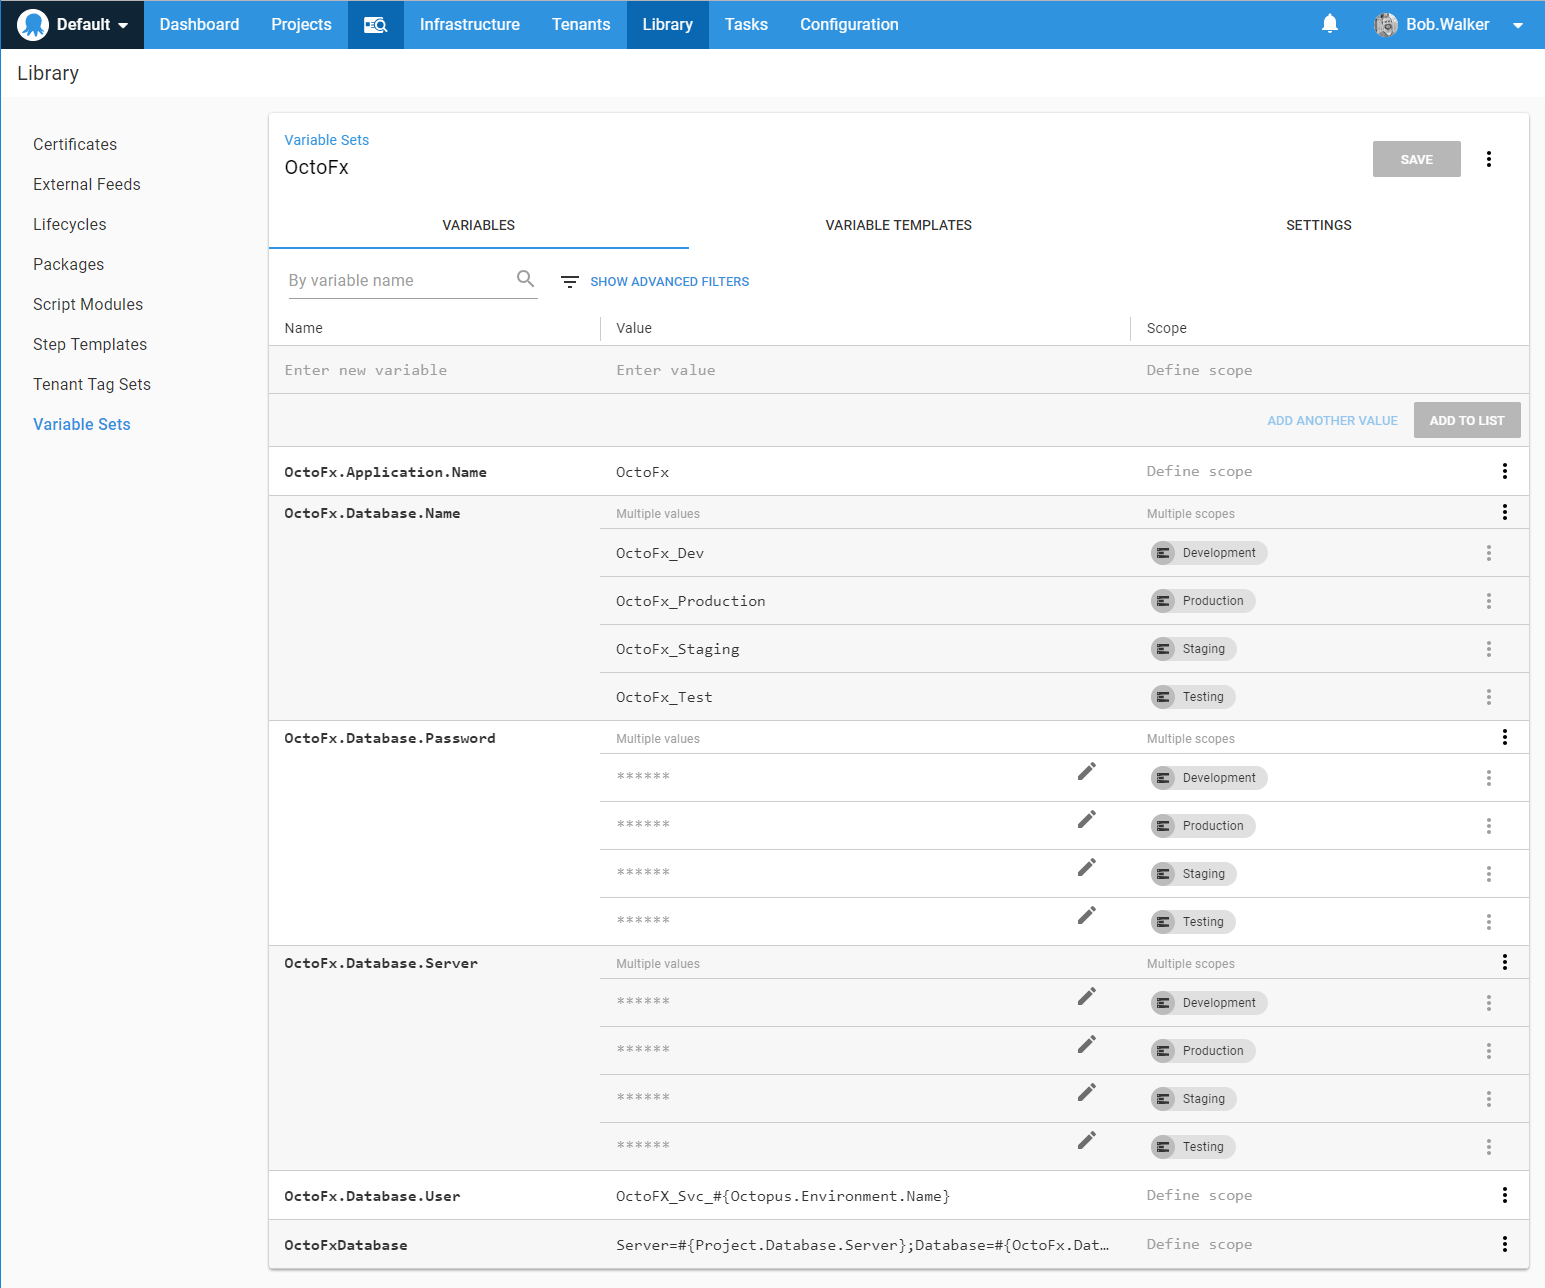 Default Dashboard Projects Infrastructure Tenants Library Tasks Configuration Bob.Walker
Library
Certificates
External Feeds
Lifecycles
Packages
Script Modules
Step Templates
Tenant Tag Sets
Variable Sets
Variable Sets
OctoFx
SAVE
VARIABLES VARIABLE TEMPLATES SETTINGS
By variable name SHOW ADVANCED FILTERS
Name Value Scope
Enter new variable Enter value Define scope
ADD ANOTHER VALUE ADD TO LIST
OctoFx.Application.Name OctoFx Define scope
OctoFx.Database.Name Multiple values Multiple scopes
OctoFx_Dev Development
OctoFx_Production Production
OctoFx_Staging Staging
OctoFx_Test Testing
OctoFx.Database.Password Multiple values Multiple scopes
****** Development
****** Production
****** Staging
****** Testing
OctoFx.Database.Server Multiple values Multiple scopes
****** Development
****** Production
****** Staging
****** Testing
OctoFx.Database.User OctoFX_Svc_#{Octopus.Environment.Name} Define scope
OctoFxDatabase Server=#{Project.Database.Server};Database=#{OctoFx.Dat… Define scope